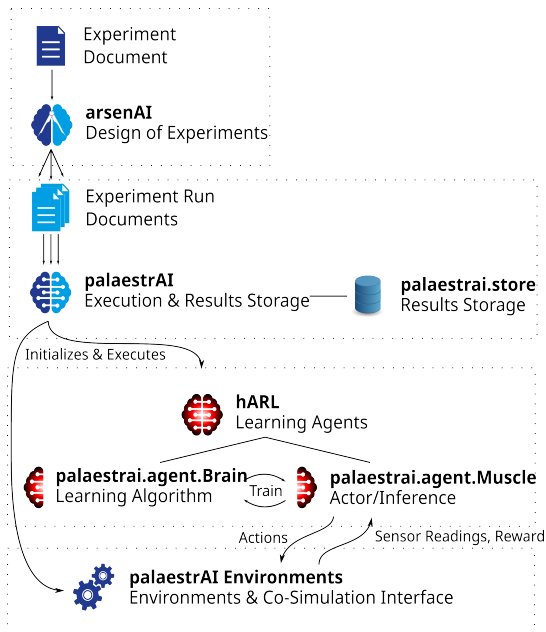 Experiment
Document
arsenAI
Design of Experiments
Experiment Run
Documents
palaestrAI
Execution & Results Storage
palaestrai.store
Results Storage
Initializes & Executes
hARL
Learning Agents
palaestrai.agent.Brain
Learning Algorithm
Train
palaestrai.agent.Muscle
Actor/Inference
Actions
Sensor Readings, Reward
palaestrAI Environments
Environments & Co-Simulation Interface